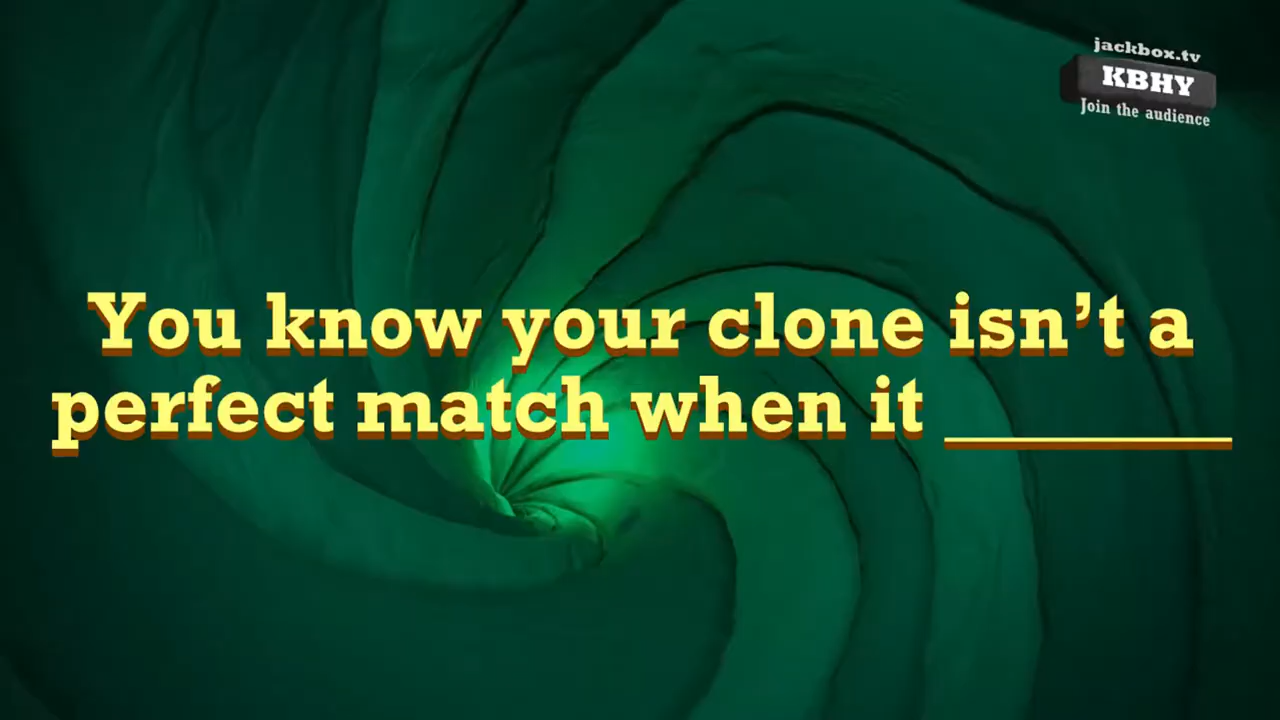 jackbox.tv
KBHY
Join the audience
You know your clone isn’t a
perfect match when it ________